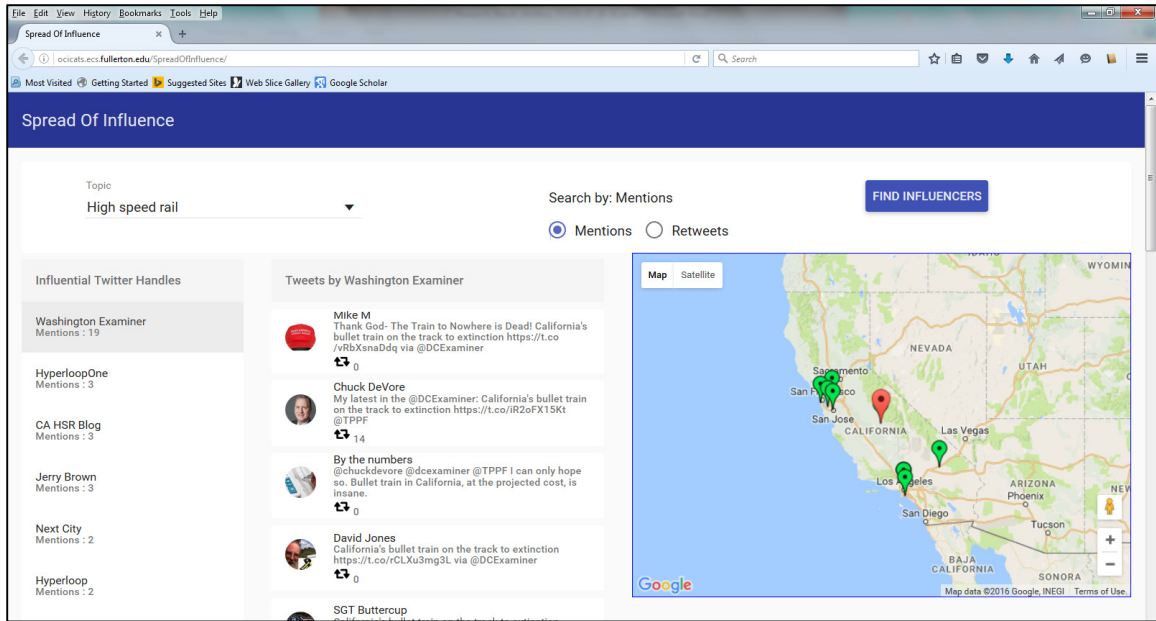 File Edit View History Bookmarks Tools Help
Spread Of Influence
ocicats.ecs.fullerton.edu/SpreadOfInfluence/
Search
Most Visited Getting Started Suggested Sites Web Slice Gallery Google Scholar
Spread Of Influence
Topic
High speed rail
Search by: Mentions
Mentions Retweets
FIND INFLUENCERS
Influential Twitter Handles
Washington Examiner
Mentions : 19
HyperloopOne
Mentions : 3
CA HSR Blog
Mentions : 3
Jerry Brown
Mentions : 3
Next City
Mentions : 2
Hyperloop
Mentions : 2
Tweets by Washington Examiner
Mike M
Thank God- The Train to Nowhere is Dead! California's
bullet train on the track to extinction https://t.co
/vRbXsnaDdq via @DCExaminer
0
Chuck DeVore
My latest in the @DCExaminer: California's bullet train
on the track to extinction https://t.co/iR2oFX15Kt
@TPPF
14
By the numbers
@chuckdevore @dcexaminer @TPPF I can only hope
so. Bullet train in California, at the projected cost, is
insane.
0
David Jones
California's bullet train on the track to extinction
https://t.co/rCLXu3mg3L via @DCExaminer
0
SGT Buttercup
Map Satellite
WYOMIN
NEVADA
UTAH
San Jose
CALIFORNIA
Las Vegas
ARIZONA
Phoenix
NEW
San Diego
Tucson
BAJA
CALIFORNIA
SONORA
Google
Map data ©2016 Google, INEGI Terms of Use